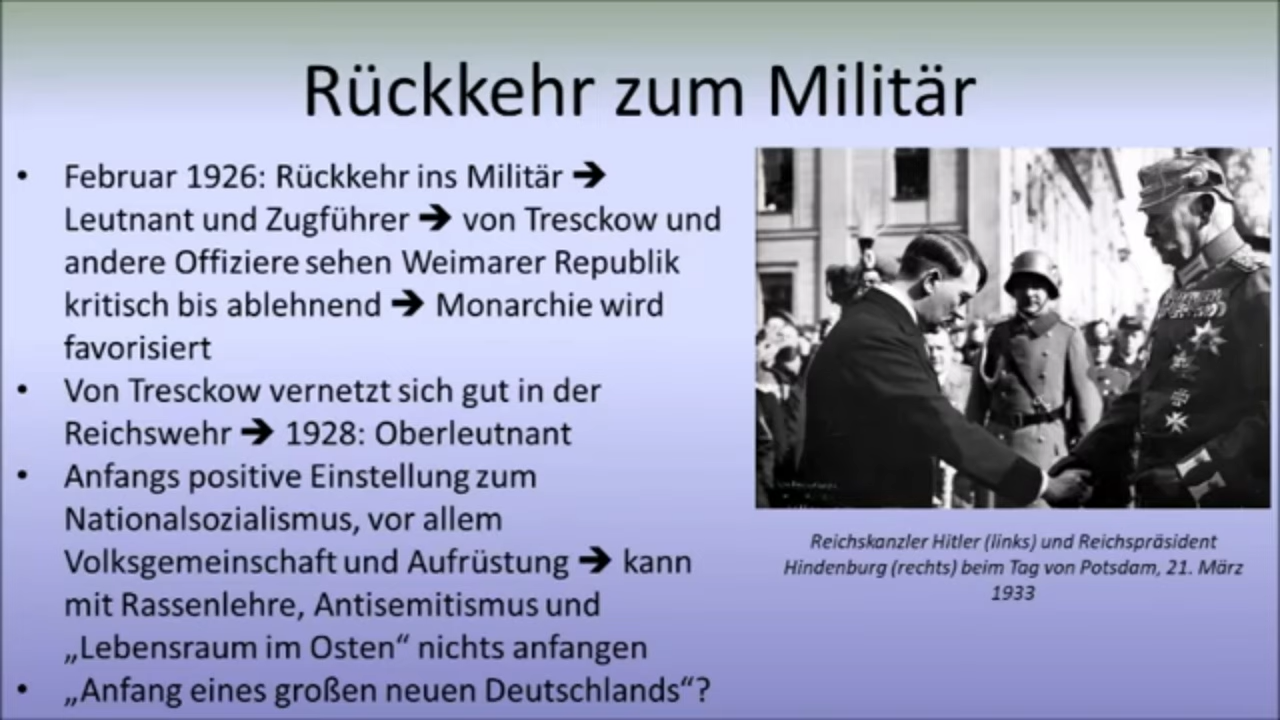 Rückkehr zum Militär
• Februar 1926: Rückkehr ins Militär ➔
Leutnant und Zugführer ➔ von Tresckow und
andere Offiziere sehen Weimarer Republik
kritisch bis ablehnend ➔ Monarchie wird
favorisiert
• Von Tresckow vernetzt sich gut in der
Reichswehr ➔ 1928: Oberleutnant
• Anfangs positive Einstellung zum
Nationalsozialismus, vor allem
Volksgemeinschaft und Aufrüstung ➔ kann
mit Rassenlehre, Antisemitismus und
„Lebensraum im Osten“ nichts anfangen
• „Anfang eines großen neuen Deutschlands“?
Reichskanzler Hitler (links) und Reichspräsident
Hindenburg (rechts) beim Tag von Potsdam, 21. März
1933